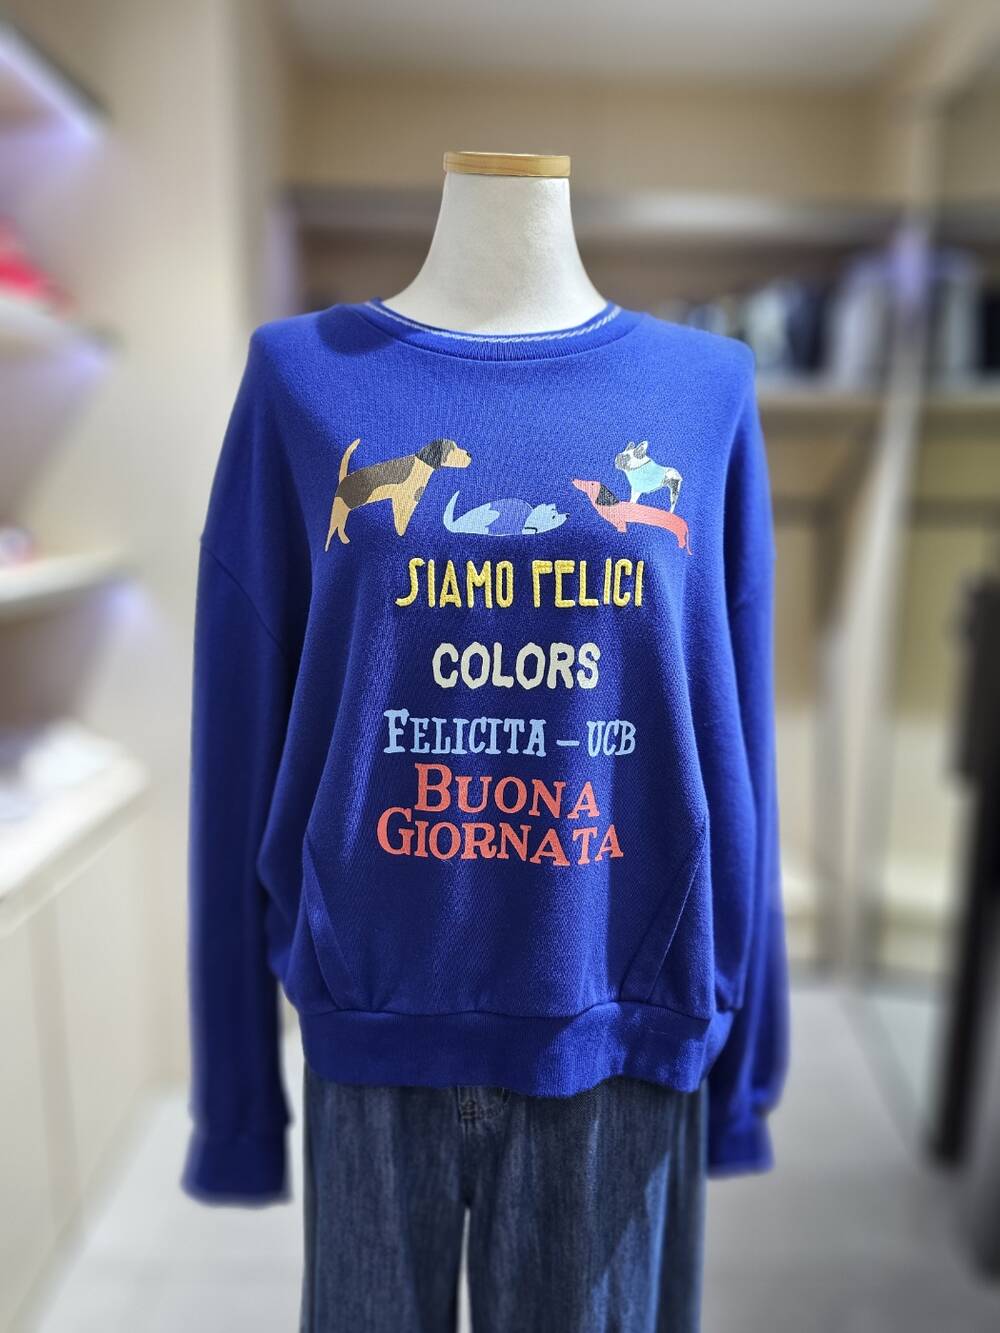 SIAMO FELICI
COLORS
FELICITA – UCB
BUONA
GIORNATA